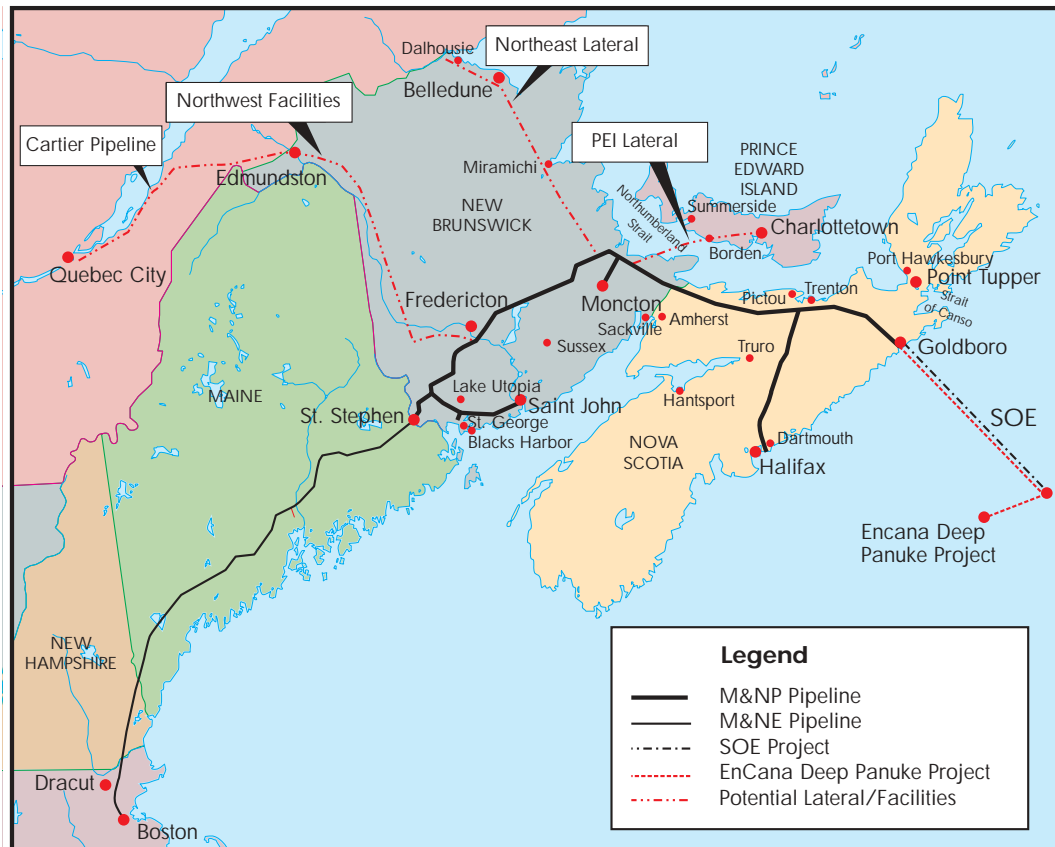 Dalhousie
Northeast Lateral
Belledune
Northwest Facilities
Cartier Pipeline
PEI Lateral
PRINCE
EDWARD
ISLAND
Miramichi
Edmundston
NEW
BRUNSWICK
Northumberland
Strait
Summerside
Charlottetown
Borden
Quebec City
Port Hawkesbury
Point Tupper
Strait
of Canso
Fredericton
Moncton
Pictou
Trenton
Sackville
Amherst
Goldboro
Sussex
Truro
MAINE
Lake Utopia
Hantsport
St. Stephen
Saint John
St. George
Blacks Harbor
SOE
NOVA
SCOTIA
Dartmouth
Halifax
Encana Deep
Panuke Project
NEW
HAMPSHIRE
Legend
M&NP Pipeline
M&NE Pipeline
SOE Project
EnCana Deep Panuke Project
Potential Lateral/Facilities
Dracut
Boston